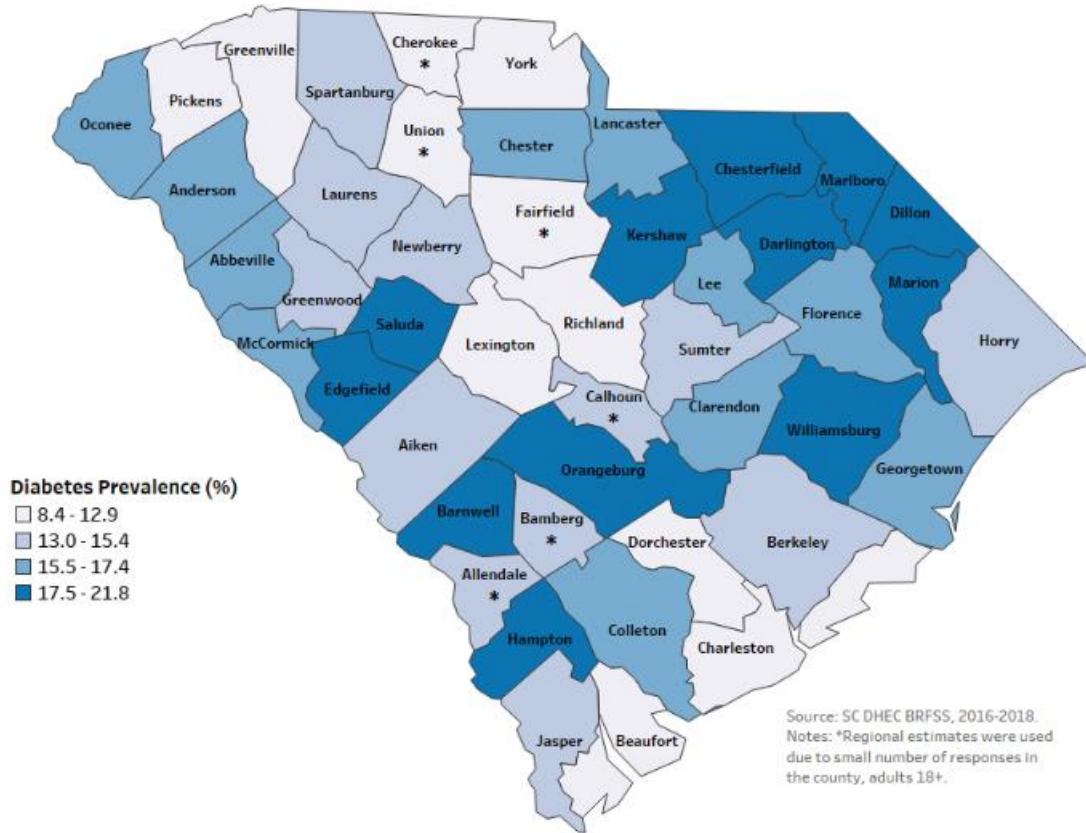 Greenville
Cherokee
*
York
Pickens
Spartanburg
Oconee
Union
*
Chester
Lancaster
Chesterfield
Marlboro
Anderson
Laurens
Dillon
Fairfield
*
Kershaw
Darlington
Newberry
Abbeville
Lee
Marion
Greenwood
Saluda
Richland
Florence
McCormick
Lexington
Sumter
Horry
Edgefield
Calhoun
*
Clarendon
Williamsburg
Aiken
Orangeburg
Georgetown
Diabetes Prevalence (%)
8.4 - 12.9
13.0 - 15.4
15.5 - 17.4
17.5 - 21.8
Barnwell
Bamberg
*
Dorchester
Berkeley
Allendale
*
Hampton
Colleton
Charleston
Jasper
Beaufort
Source: SC DHEC BRFSS, 2016-2018.
Notes: *Regional estimates were used
due to small number of responses in
the county, adults 18+.